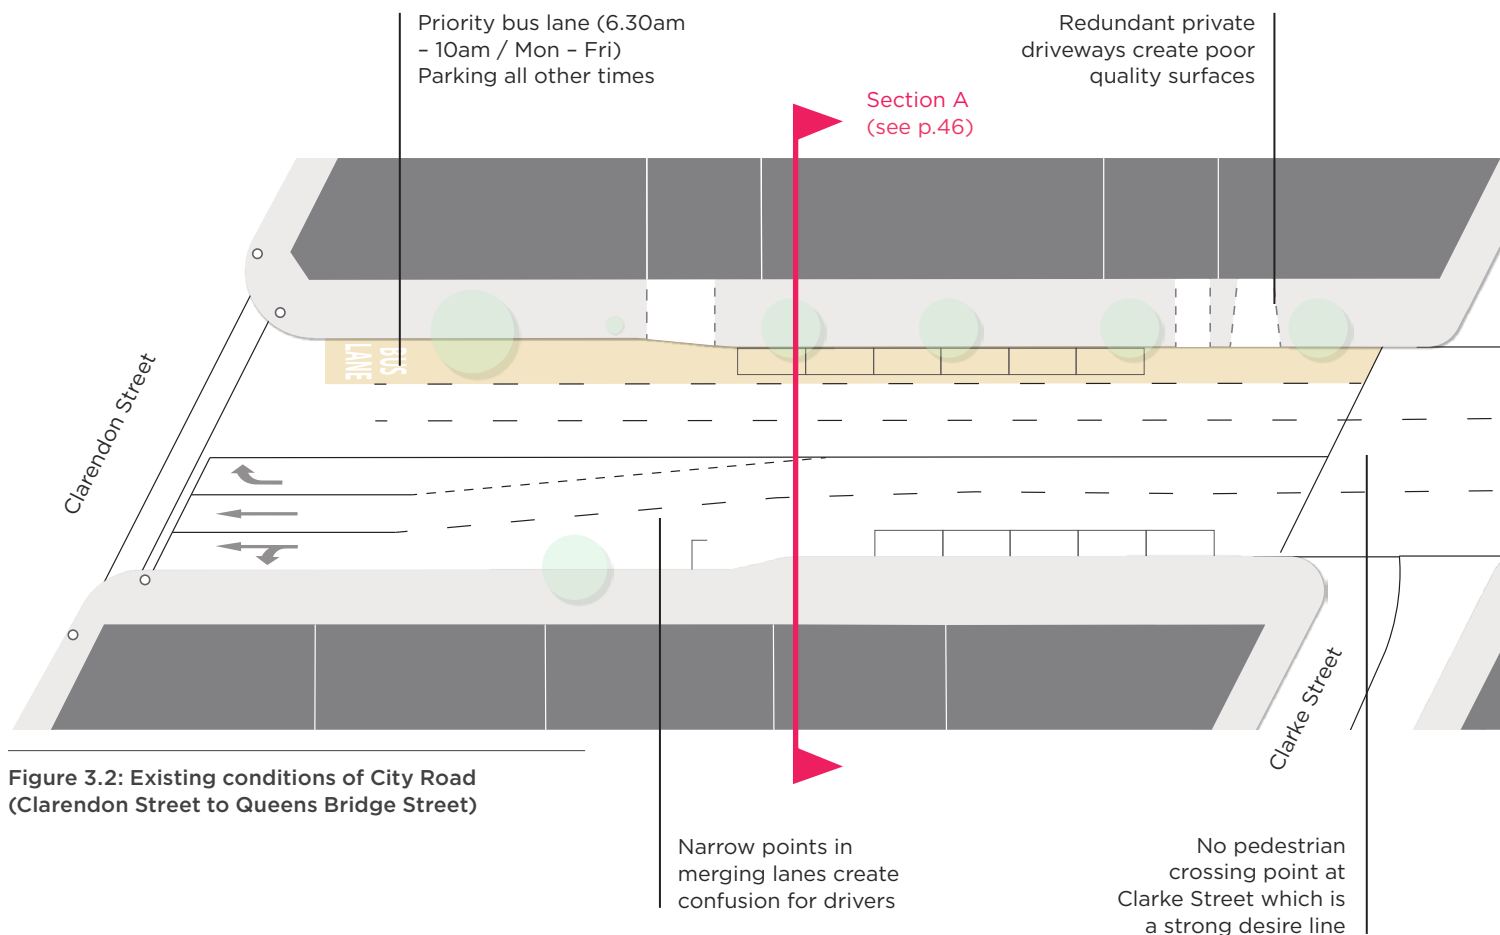 Priority bus lane (6.30am
– 10am / Mon – Fri)
Parking all other times
Redundant private
driveways create poor
quality surfaces
Section A
(see p.46)
BUS
LANE
Clarendon Street
Clarke Street
Figure 3.2: Existing conditions of City Road
(Clarendon Street to Queens Bridge Street)
Narrow points in
merging lanes create
confusion for drivers
No pedestrian
crossing point at
Clarke Street which is
a strong desire line